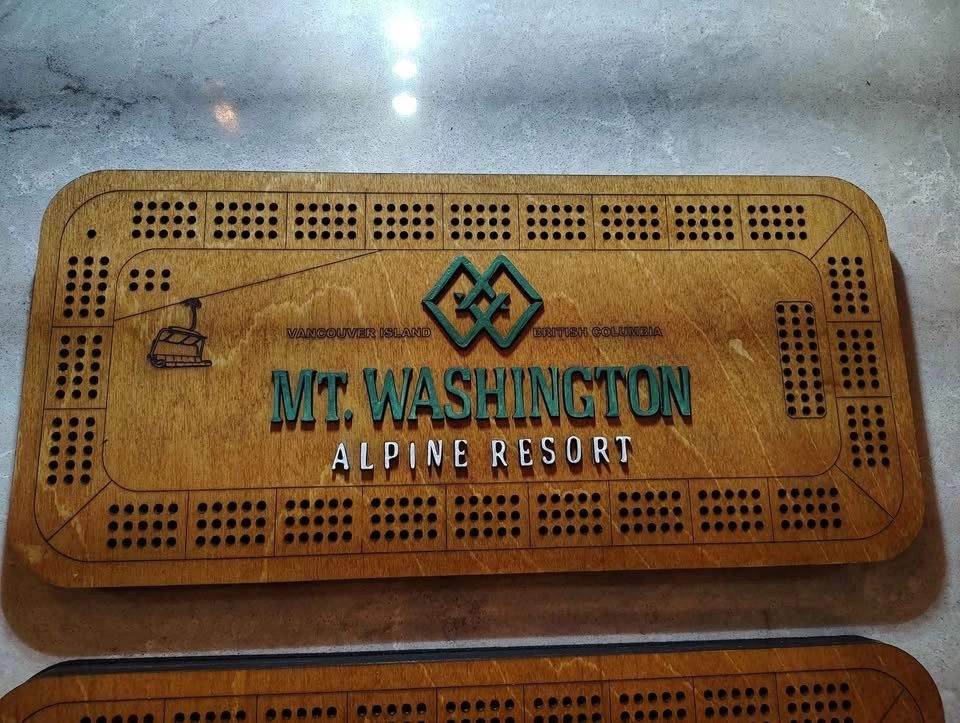 VANCOUVER ISLAND BRITISH COLUMBIA
MT. WASHINGTON
ALPINE RESORT